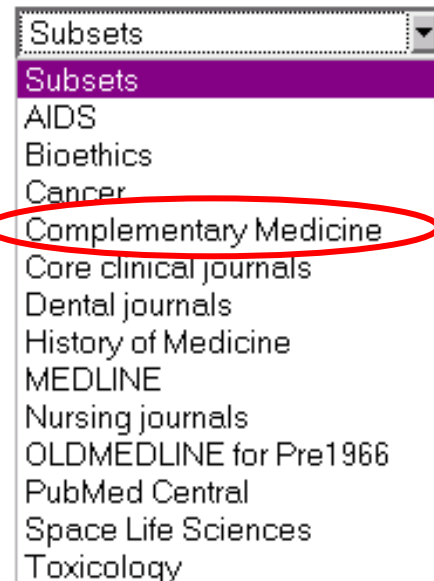 Subsets
Subsets
AIDS
Bioethics
Cancer
Complementary Medicine
Core clinical journals
Dental journals
History of Medicine
MEDLINE
Nursing journals
OLDMEDLINE for Pre1966
PubMed Central
Space Life Sciences
Toxicology